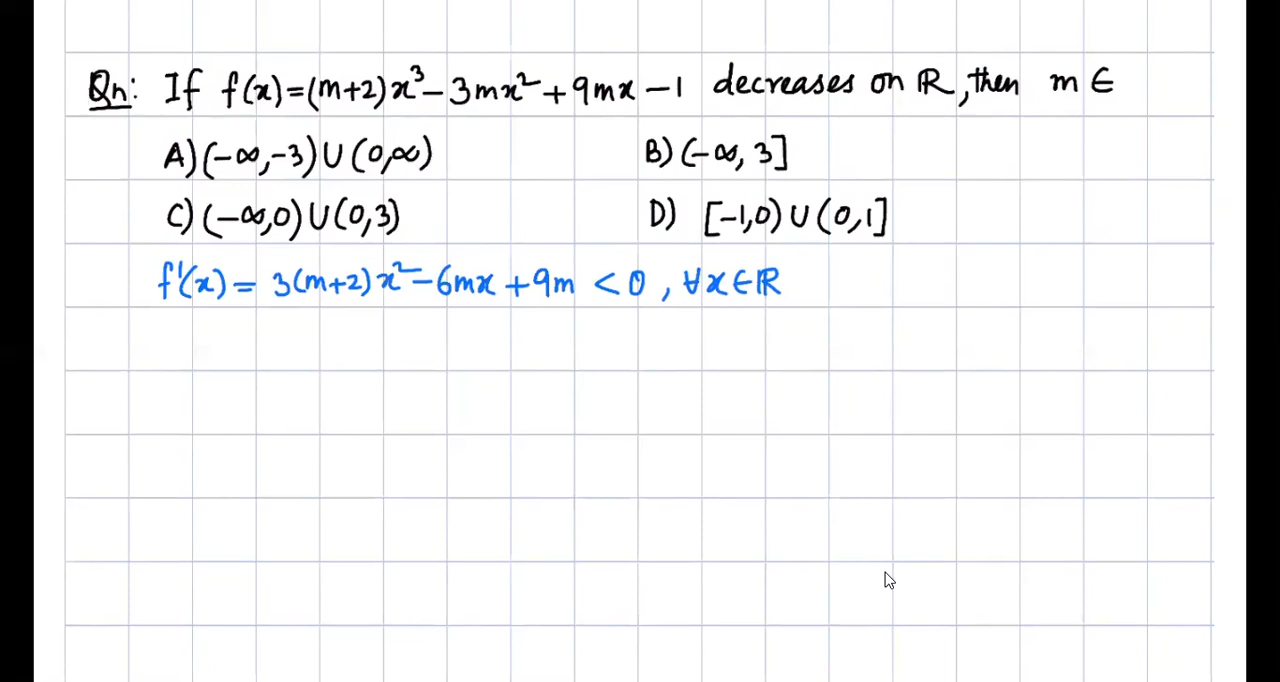 Qn: If f(x)=(m+2)x³-3mx²+9mx-1 decreases on ℝ, then m ∈
A) (-∞,-3)∪(0,∞) B) (-∞, 3]
C) (-∞,0)∪(0,3) D) [-1,0)∪(0,1]
f'(x) = 3(m+2)x²-6mx+9m <0, ∀x∈ℝ